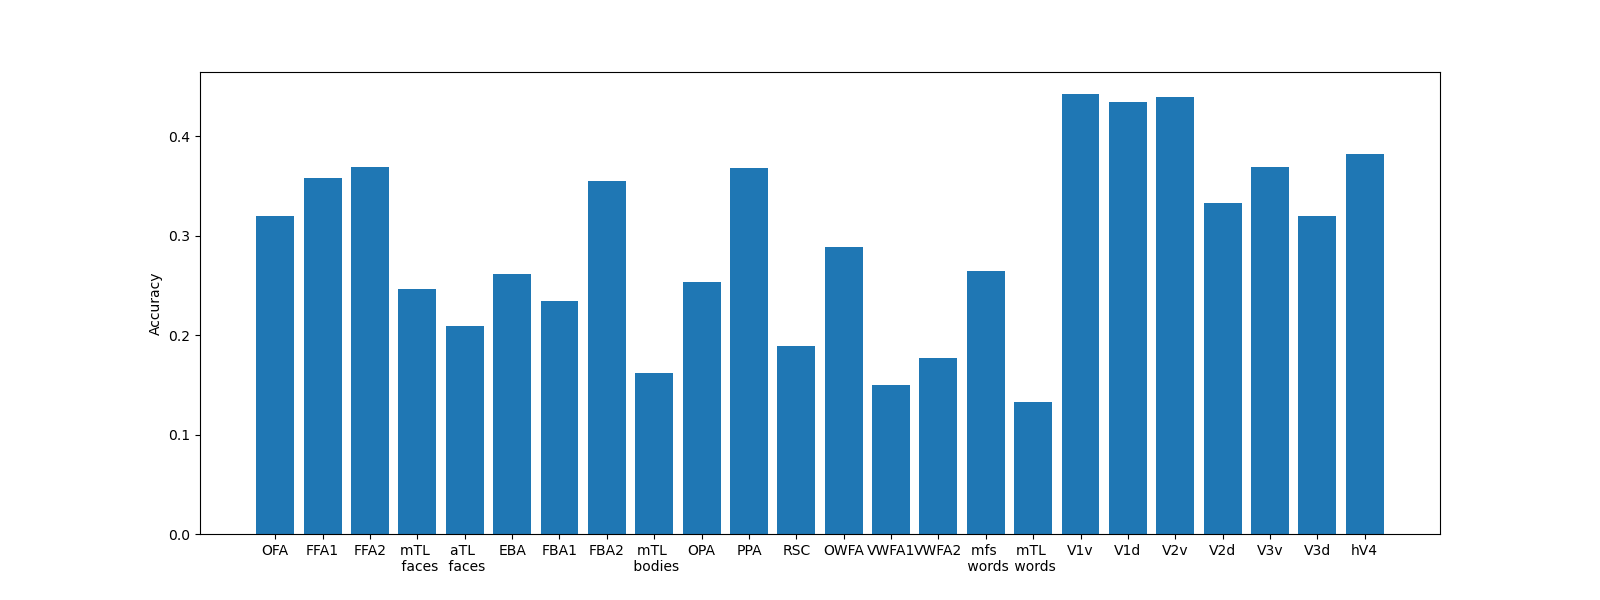 0.4
0.3
0.2
0.1
0.0
Accuracy
OFA FFA1 FFA2 mTL aTL EBA FBA1 FBA2 mTL OPA PPA RSC OWFA VWFA1 VWFA2 mfs mTL V1v V1d V2v V2d V3v V3d hV4
faces faces bodies words words